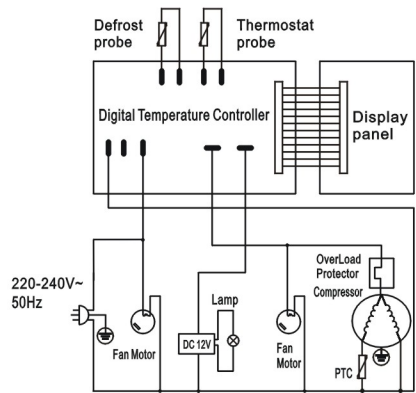 Defrost
probe
Thermostat
probe
Digital Temperature Controller
Display
panel
220-240V~
50Hz
Fan Motor
Lamp
DC 12V
Fan
Motor
OverLoad
Protector
Compressor
PTC